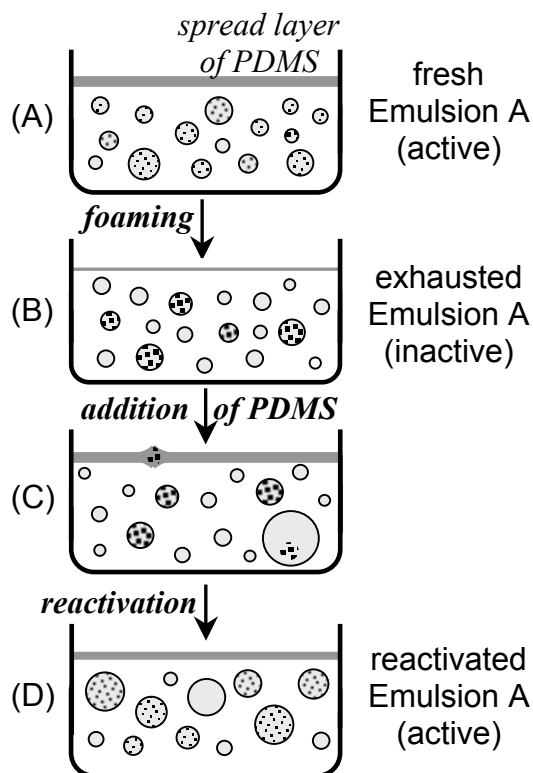 spread layer
of PDMS
(A)
fresh
Emulsion A
(active)
foaming
(B)
exhausted
Emulsion A
(inactive)
addition of PDMS
(C)
reactivation
(D)
reactivated
Emulsion A
(active)